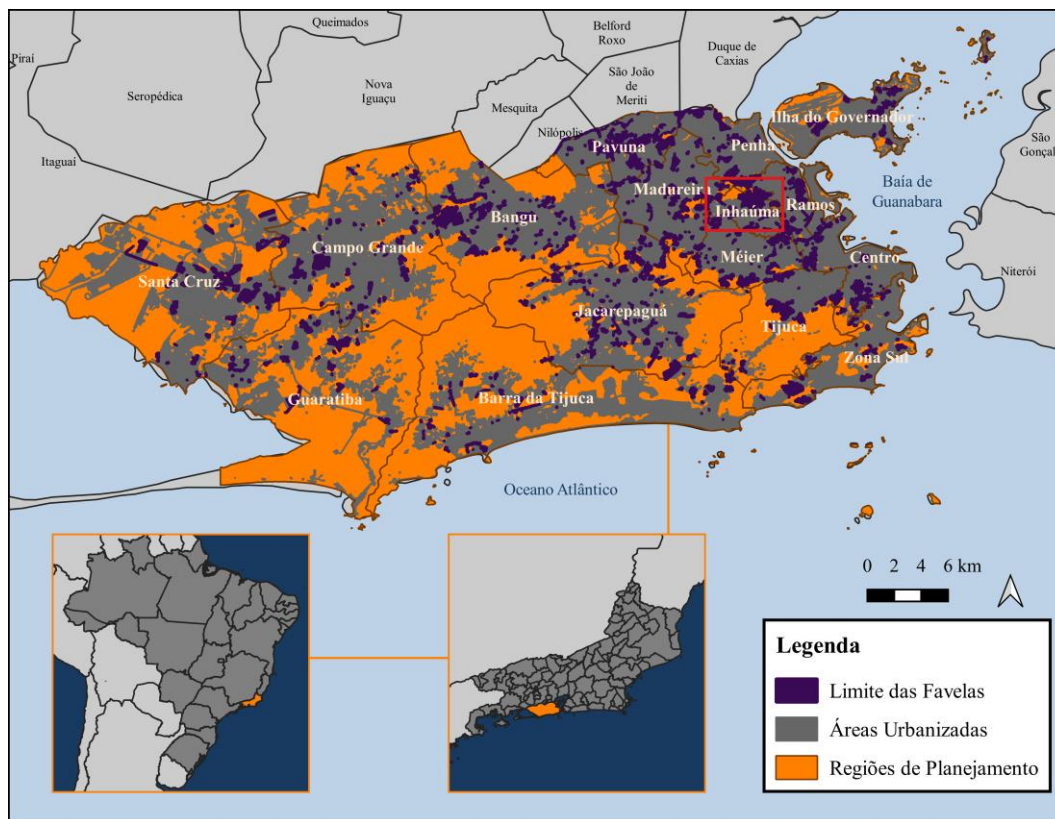 Queimados
Belford
Roxo
Duque de
Caxias
Piraí
Seropédica
Nova
Iguaçu
São João
de
Meriti
Mesquita
Nilópolis
Itaguaí
São
Gonçal
Ilha do Governador
Pavuna
Penha
Madureira
Ramos
Inhaúma
Baía de
Guanabara
Bangu
Campo Grande
Méier
Centro
Niterói
Santa Cruz
Jacarepaguá
Tijuca
Zona Sul
Guaratiba
Barra da Tijuca
Oceano Atlântico
0 2 4 6 km
Legenda
Limite das Favelas
Áreas Urbanizadas
Regiões de Planejamento